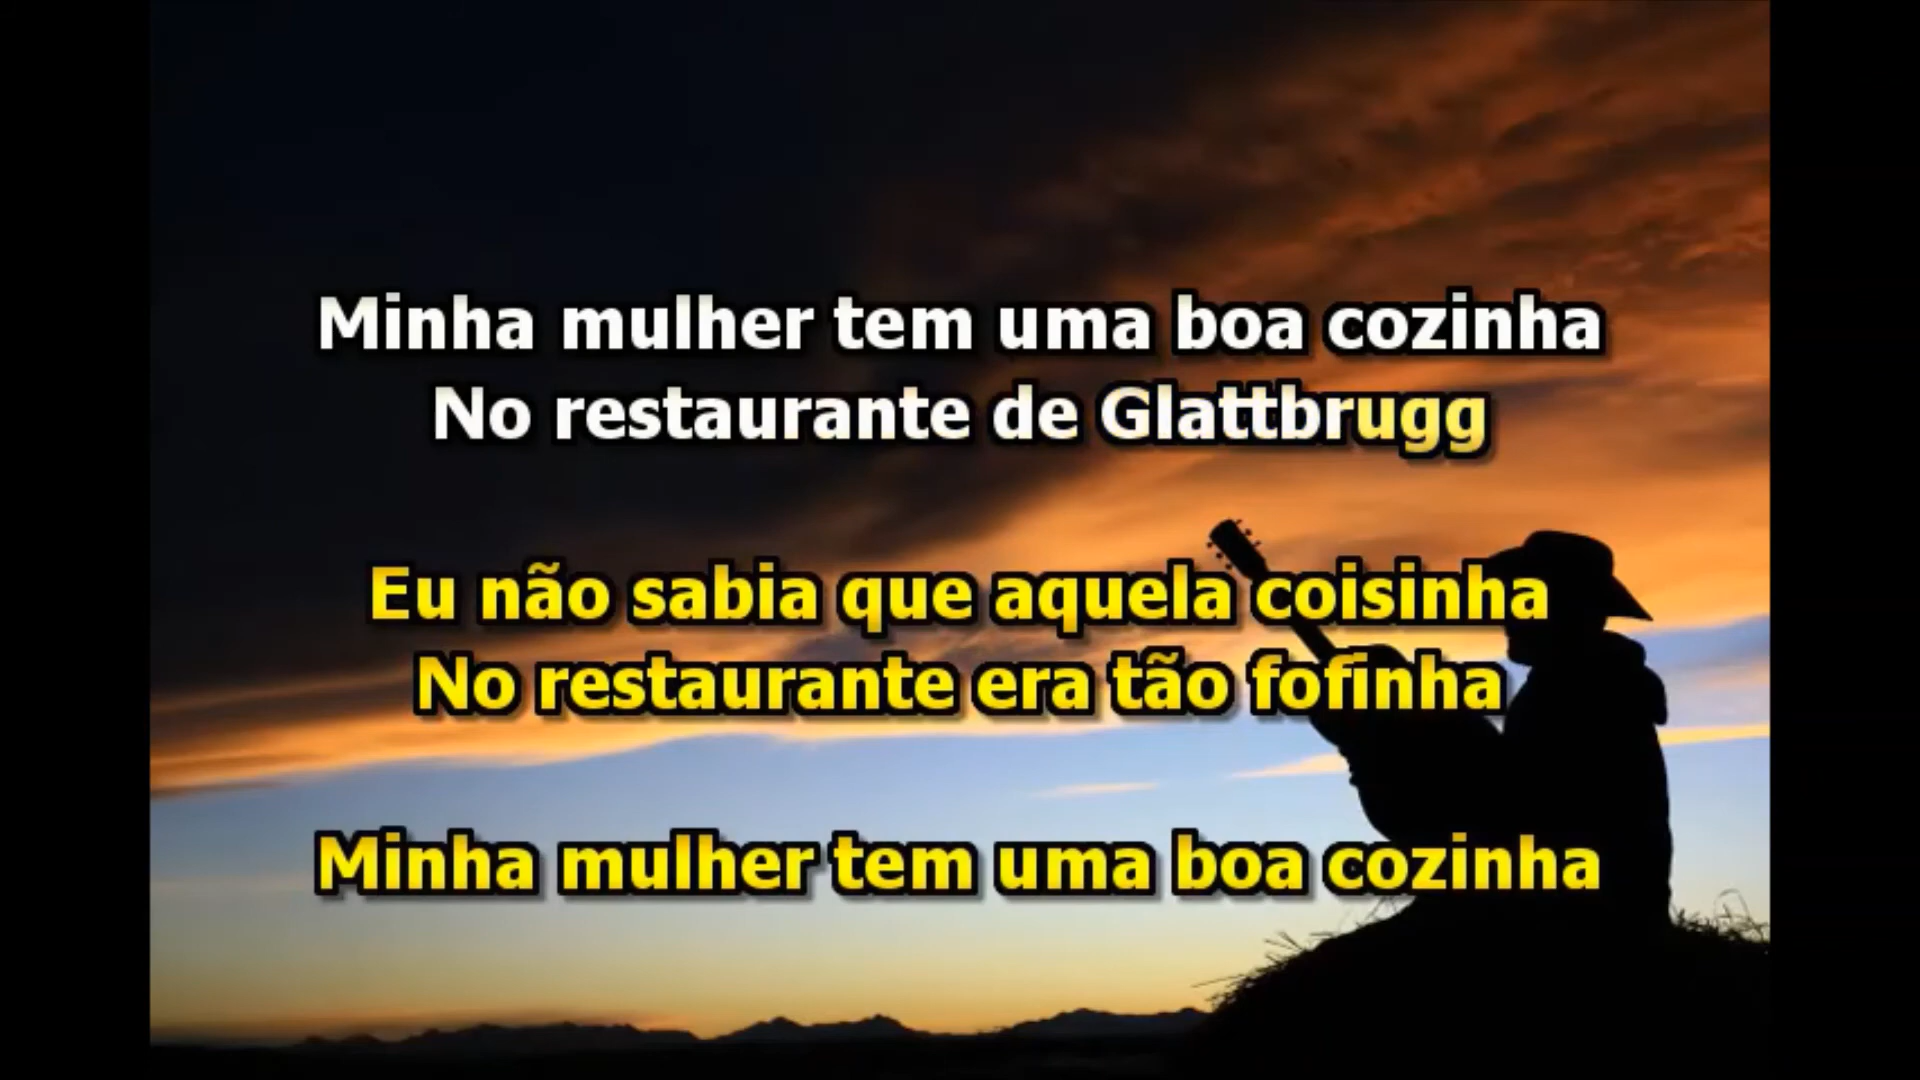 Minha mulher tem uma boa cozinha
No restaurante de Glattbrugg
Eu não sabia que aquela coisinha
No restaurante era tão fofinha
Minha mulher tem uma boa cozinha